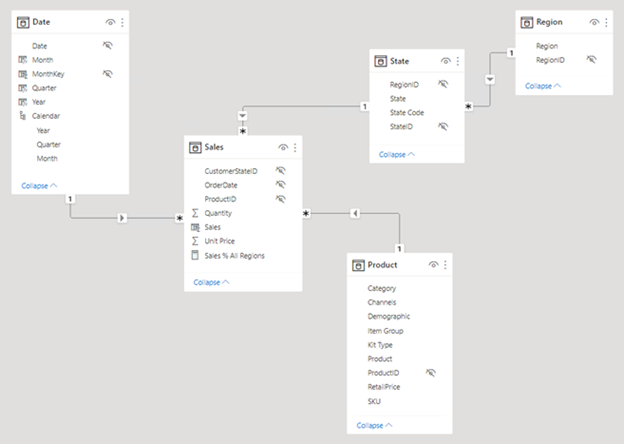 Date
Date
Month
MonthKey
Quarter
Year
Calendar
Year
Quarter
Month
Collapse
1
*
Sales
CustomerStateID
OrderDate
ProductID
Quantity
Sales
Unit Price
Sales % All Regions
Collapse
*
*
1
State
RegionID
State
State Code
StateID
Collapse
1
*
Region
Region
RegionID
Collapse
1
Product
Category
Channels
Demographic
Item Group
Kit Type
Product
ProductID
RetailPrice
SKU
Collapse